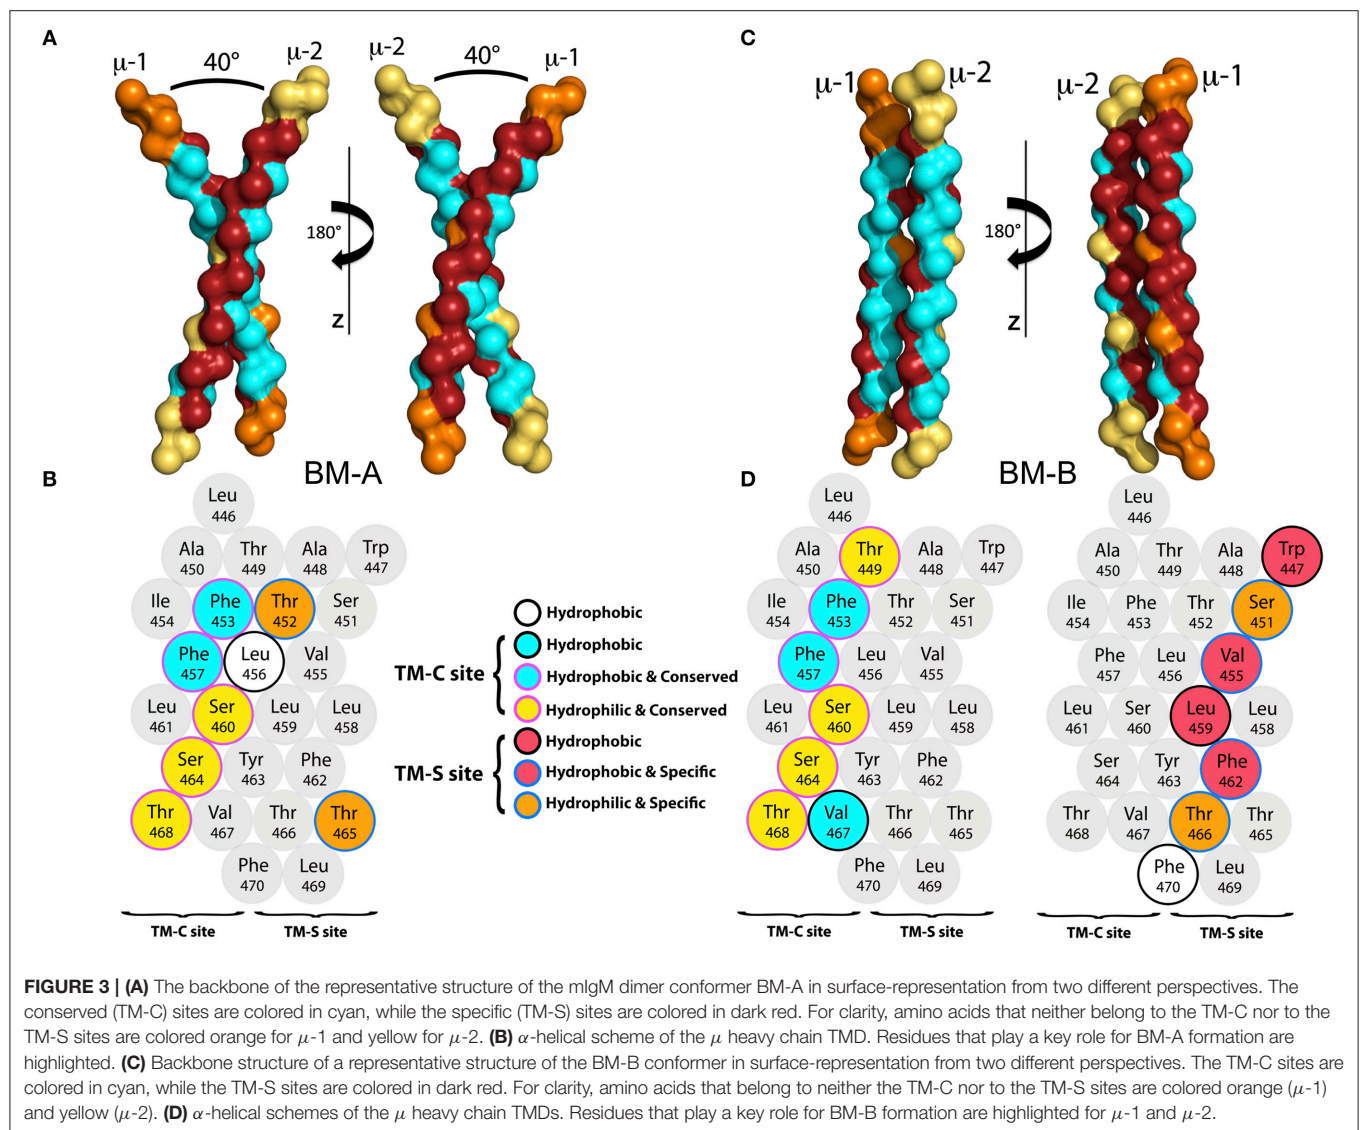 A
μ-1
40°
μ-2
μ-2
40°
μ-1
180°
Z
C
μ-1
μ-2
μ-2
μ-1
180°
Z
BM-A
BM-B
B
Leu 446
Ala 450
Thr 449
Ala 448
Trp 447
Ile 454
Phe 453
Thr 452
Ser 451
Phe 457
Leu 456
Val 455
Leu 461
Ser 460
Leu 459
Leu 458
Ser 464
Tyr 463
Phe 462
Thr 468
Val 467
Thr 466
Thr 465
Phe 470
Leu 469
TM-C site
TM-S site
Hydrophobic
TM-C site
Hydrophobic
Hydrophobic & Conserved
Hydrophilic & Conserved
TM-S site
Hydrophobic
Hydrophobic & Specific
Hydrophilic & Specific
D
Leu 446
Ala 450
Thr 449
Ala 448
Trp 447
Ile 454
Phe 453
Thr 452
Ser 451
Phe 457
Leu 456
Val 455
Leu 461
Ser 460
Leu 459
Leu 458
Ser 464
Tyr 463
Phe 462
Thr 468
Val 467
Thr 466
Thr 465
Phe 470
Leu 469
TM-C site
TM-S site
Leu 446
Ala 450
Thr 449
Ala 448
Trp 447
Ile 454
Phe 453
Thr 452
Ser 451
Phe 457
Leu 456
Val 455
Leu 461
Ser 460
Leu 459
Leu 458
Ser 464
Tyr 463
Phe 462
Thr 468
Val 467
Thr 466
Thr 465
Phe 470
Leu 469
TM-C site
TM-S site
FIGURE 3 | (A) The backbone of the representative structure of the mIgM dimer conformer BM-A in surface-representation from two different perspectives. The
conserved (TM-C) sites are colored in cyan, while the specific (TM-S) sites are colored in dark red. For clarity, amino acids that neither belong to the TM-C nor to the
TM-S sites are colored orange for μ-1 and yellow for μ-2. (B) α-helical scheme of the μ heavy chain TMD. Residues that play a key role for BM-A formation are
highlighted. (C) Backbone structure of a representative structure of the BM-B conformer in surface-representation from two different perspectives. The TM-C sites are
colored in cyan, while the TM-S sites are colored in dark red. For clarity, amino acids that belong to neither the TM-C nor to the TM-S sites are colored orange (μ-1)
and yellow (μ-2). (D) α-helical schemes of the μ heavy chain TMDs. Residues that play a key role for BM-B formation are highlighted for μ-1 and μ-2.